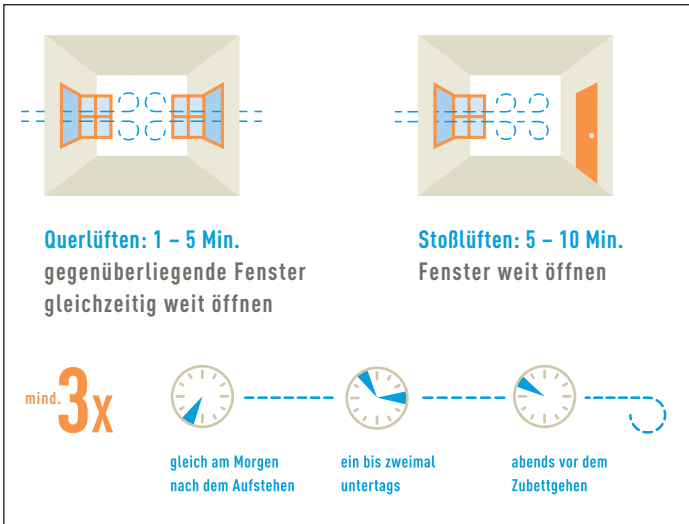 Querlüften: 1 – 5 Min.
gegenüberliegende Fenster
gleichzeitig weit öffnen
Stoßlüften: 5 – 10 Min.
Fenster weit öffnen
mind. 3x
gleich am Morgen
nach dem Aufstehen
ein bis zweimal
untertags
abends vor dem
Zubettgehen